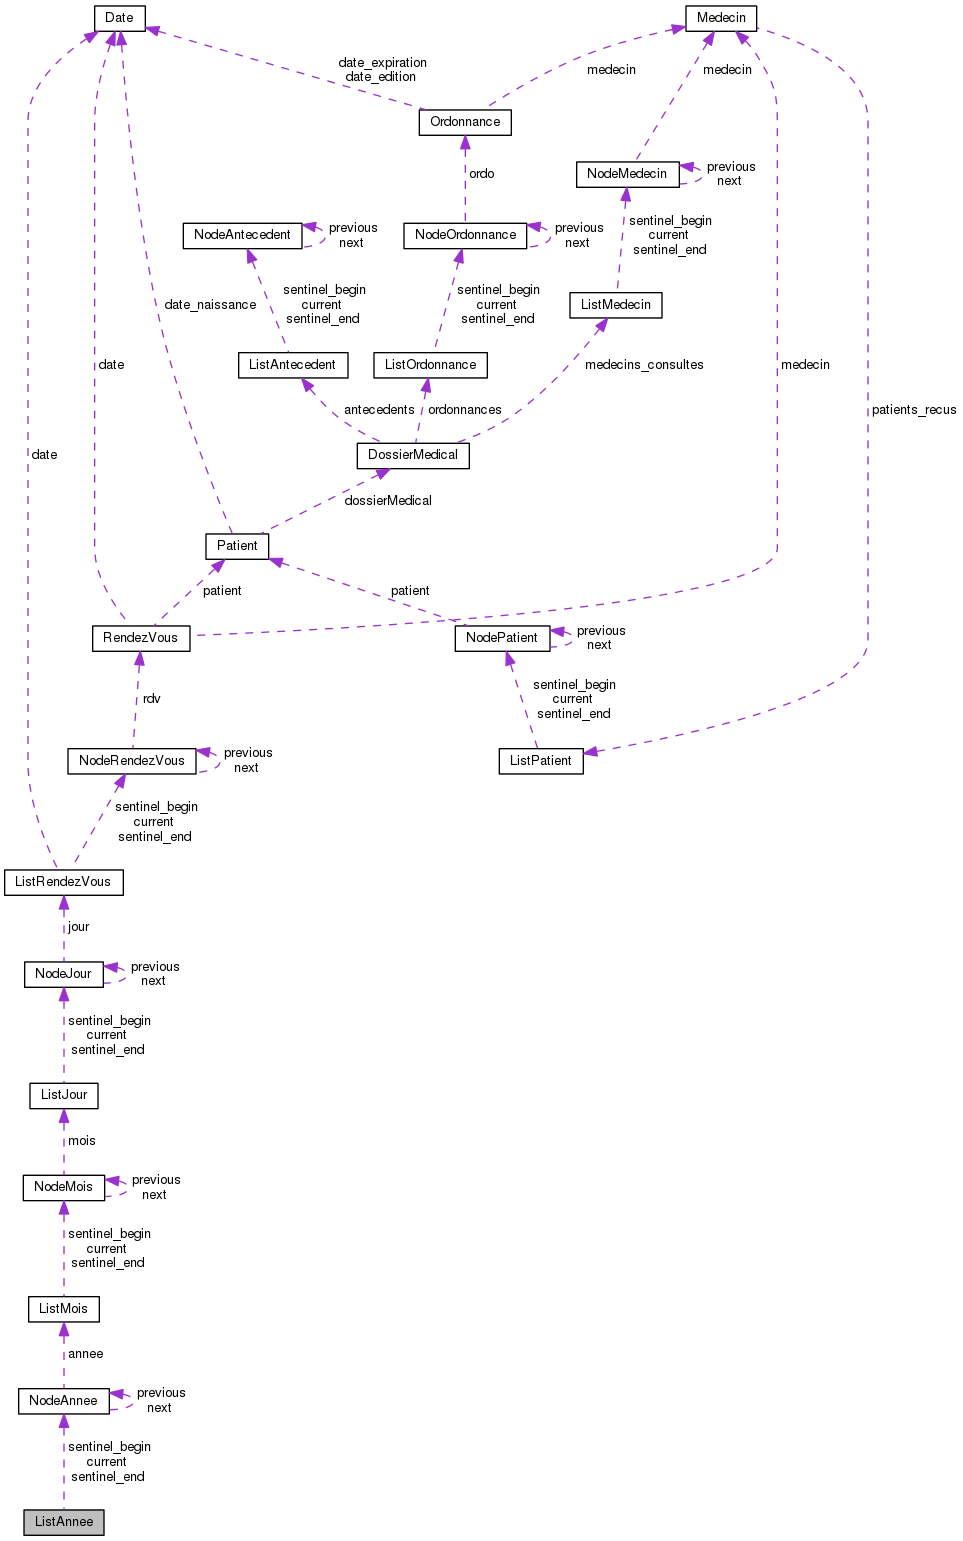 Date
Medecin
date_expiration
date_edition
medecin
medecin
Ordonnance
ordo
NodeMedecin
previous
next
NodeAntecedent
previous
next
NodeOrdonnance
previous
next
sentinel_begin
current
sentinel_end
date_naissance
sentinel_begin
current
sentinel_end
sentinel_begin
current
sentinel_end
ListMedecin
date
ListAntecedent
ListOrdonnance
medecins_consultes
medecin
antecedents
ordonnances
patients_recus
date
DossierMedical
dossierMedical
Patient
patient
patient
RendezVous
NodePatient
previous
next
rdv
sentinel_begin
current
sentinel_end
NodeRendezVous
previous
next
ListPatient
sentinel_begin
current
sentinel_end
ListRendezVous
jour
NodeJour
previous
next
sentinel_begin
current
sentinel_end
ListJour
mois
NodeMois
previous
next
sentinel_begin
current
sentinel_end
ListMois
annee
NodeAnnee
previous
next
sentinel_begin
current
sentinel_end
ListAnnee